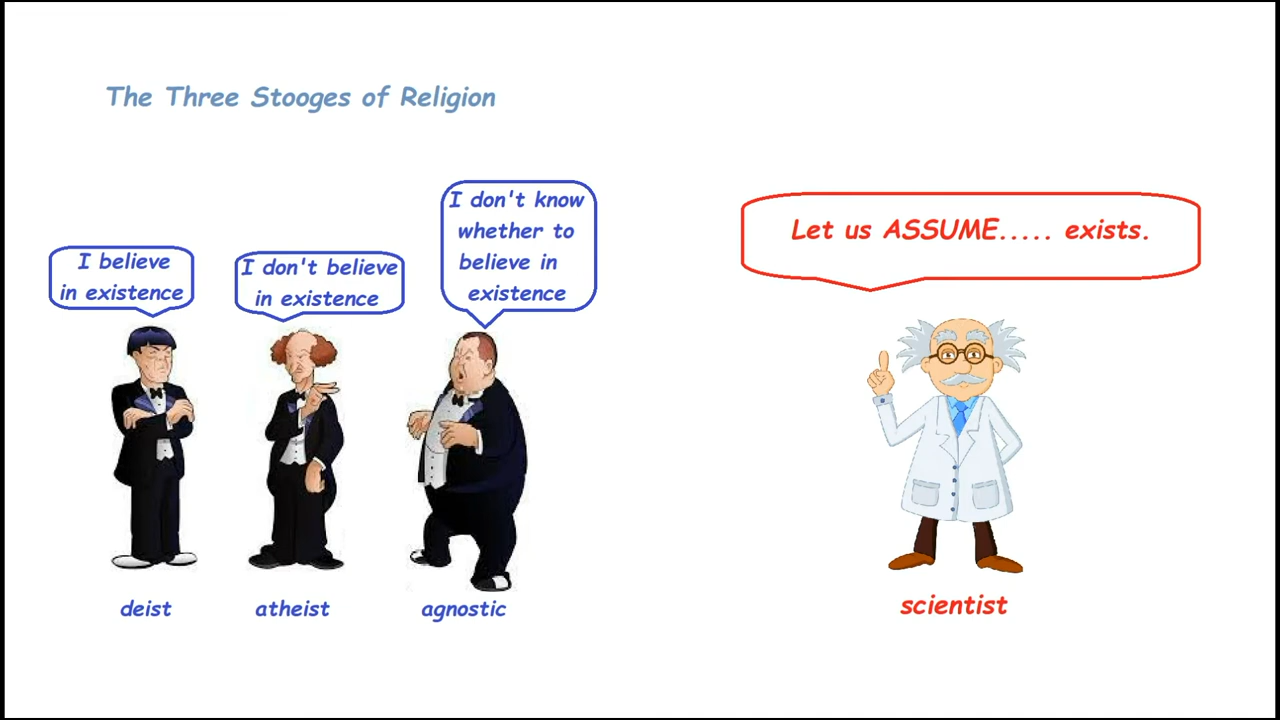 The Three Stooges of Religion
I believe
in existence
I don't believe
in existence
I don't know
whether to
believe in
existence
Let us ASSUME..... exists.
deist
atheist
agnostic
scientist